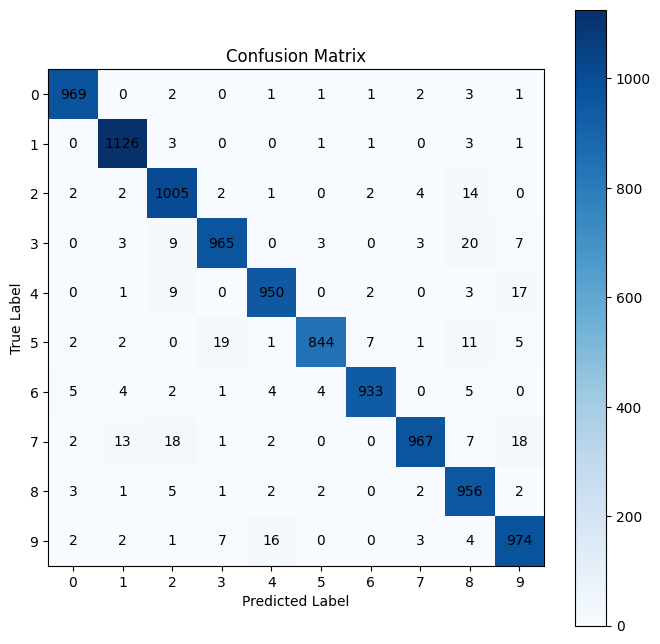 Confusion Matrix
0 969 0 2 0 1 1 1 2 3 1
1 0 1126 3 0 0 1 1 0 3 1
2 2 2 1005 2 1 0 2 4 14 0
3 0 3 9 965 0 3 0 3 20 7
4 0 1 9 0 950 0 2 0 3 17
5 2 2 0 19 1 844 7 1 11 5
6 5 4 2 1 4 4 933 0 5 0
7 2 13 18 1 2 0 0 967 7 18
8 3 1 5 1 2 2 0 2 956 2
9 2 2 1 7 16 0 0 3 4 974
0 1 2 3 4 5 6 7 8 9
Predicted Label
True Label
1000
800
600
400
200
0